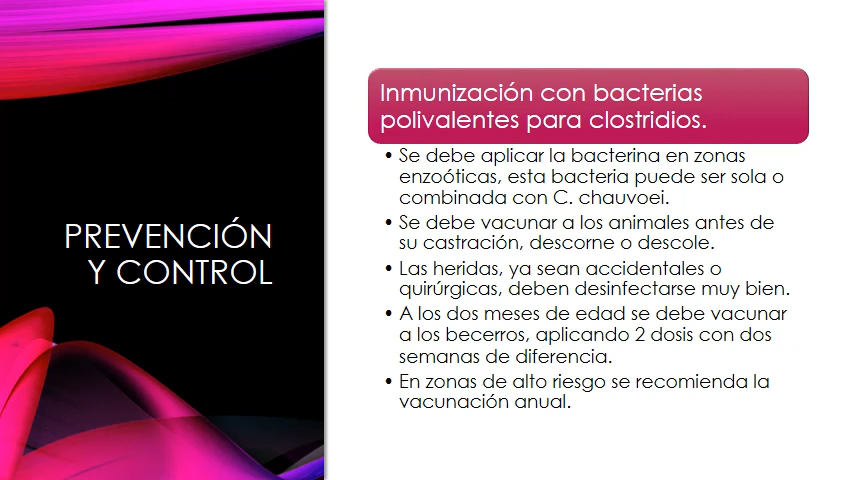 PREVENCIÓN
Y CONTROL
Inmunización con bacterias
polivalentes para clostridios.
• Se debe aplicar la bacterina en zonas
enzoóticas, esta bacteria puede ser sola o
combinada con C. chauvoei.
• Se debe vacunar a los animales antes de
su castración, descorne o descole.
• Las heridas, ya sean accidentales o
quirúrgicas, deben desinfectarse muy bien.
• A los dos meses de edad se debe vacunar
a los becerros, aplicando 2 dosis con dos
semanas de diferencia.
• En zonas de alto riesgo se recomienda la
vacunación anual.